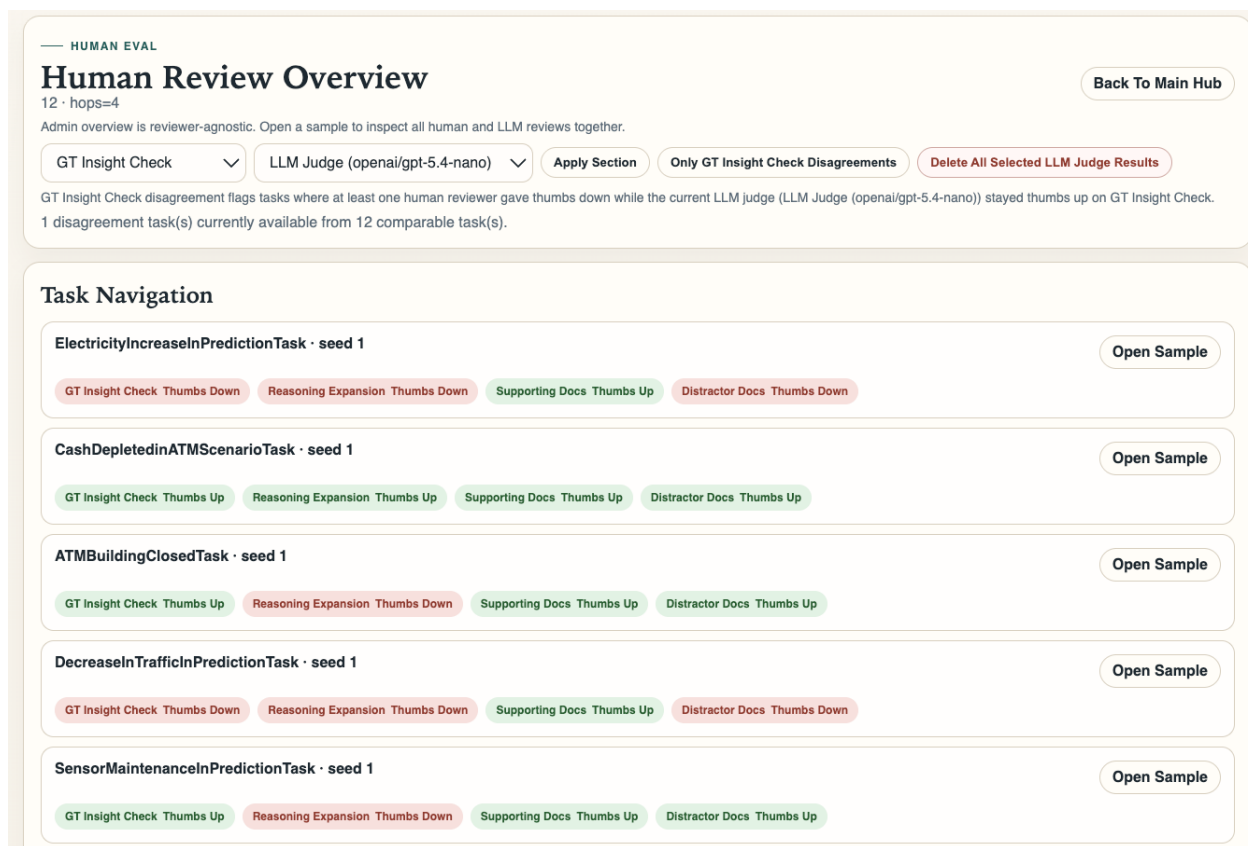 HUMAN EVAL
Human Review Overview
Back To Main Hub
12 · hops=4
Admin overview is reviewer-agnostic. Open a sample to inspect all human and LLM reviews together.
GT Insight Check LLM Judge (openai/gpt-5.4-nano) Apply Section Only GT Insight Check Disagreements Delete All Selected LLM Judge Results
GT Insight Check disagreement flags tasks where at least one human reviewer gave thumbs down while the current LLM judge (LLM Judge (openai/gpt-5.4-nano)) stayed thumbs up on GT Insight Check.
1 disagreement task(s) currently available from 12 comparable task(s).
Task Navigation
ElectricityIncreaseInPredictionTask · seed 1
Open Sample
GT Insight Check Thumbs Down Reasoning Expansion Thumbs Down Supporting Docs Thumbs Up Distractor Docs Thumbs Down
CashDepletedinATMScenarioTask · seed 1
Open Sample
GT Insight Check Thumbs Up Reasoning Expansion Thumbs Up Supporting Docs Thumbs Up Distractor Docs Thumbs Up
ATMBuildingClosedTask · seed 1
Open Sample
GT Insight Check Thumbs Up Reasoning Expansion Thumbs Down Supporting Docs Thumbs Up Distractor Docs Thumbs Up
DecreaseInTrafficInPredictionTask · seed 1
Open Sample
GT Insight Check Thumbs Down Reasoning Expansion Thumbs Down Supporting Docs Thumbs Up Distractor Docs Thumbs Down
SensorMaintenanceInPredictionTask · seed 1
Open Sample
GT Insight Check Thumbs Up Reasoning Expansion Thumbs Down Supporting Docs Thumbs Up Distractor Docs Thumbs Up